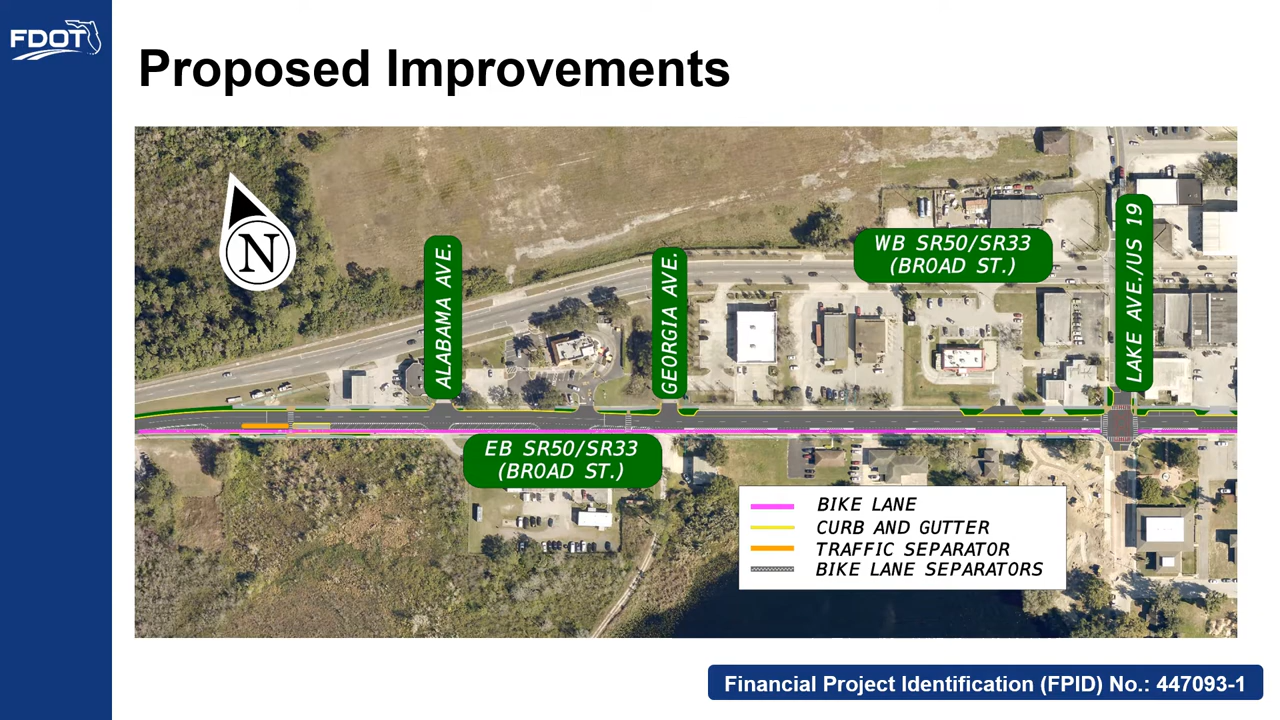 FDOT
Proposed Improvements
N
ALABAMA AVE.
GEORGIA AVE.
WB SR50/SR33
(BROAD ST.)
LAKE AVE./US 19
EB SR50/SR33
(BROAD ST.)
BIKE LANE
CURB AND GUTTER
TRAFFIC SEPARATOR
BIKE LANE SEPARATORS
Financial Project Identification (FPID) No.: 447093-1